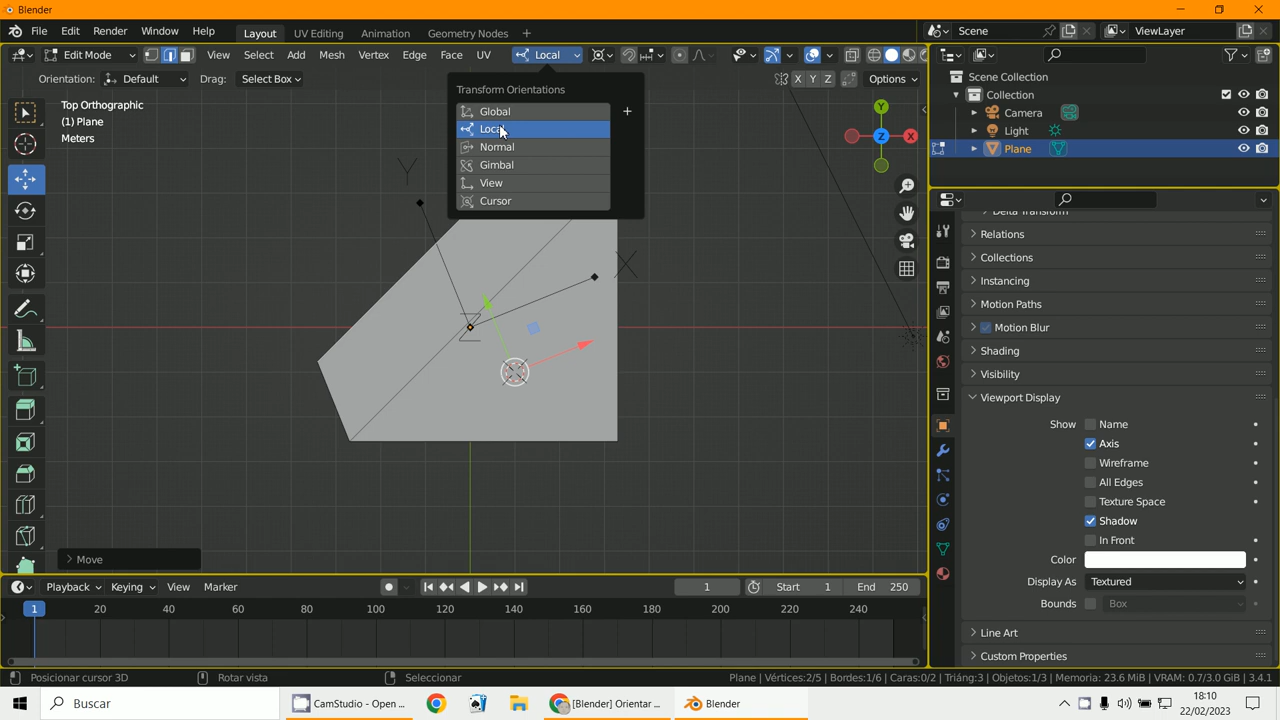 Blender
File Edit Render Window Help Layout UV Editing Animation Geometry Nodes + Scene ViewLayer
Edit Mode View Select Add Mesh Vertex Edge Face UV Local
Orientation: Default Drag: Select Box X Y Z Options
Top Orthographic
(1) Plane
Meters
Transform Orientations
Global
Local
Normal
Gimbal
View
Cursor
Y
X
Z
Y
Z
X
Move
Scene Collection
Collection
Camera
Light
Plane
Delta Transform
Relations
Collections
Instancing
Motion Paths
Motion Blur
Shading
Visibility
Viewport Display
Show Name
Axis
Wireframe
All Edges
Texture Space
Shadow
In Front
Color
Display As Textured
Bounds Box
Line Art
Custom Properties
Playback Keying View Marker 1 Start 1 End 250
1 20 40 60 80 100 120 140 160 180 200 220 240
Posicionar cursor 3D Rotar vista Seleccionar Plane | Vértices:2/5 | Bordes:1/6 | Caras:0/2 | Triáng:3 | Objetos:1/3 | Memoria: 23.6 MiB | VRAM: 0.7/3.0 GiB | 3.4.1
Buscar CamStudio - Open ... [Blender] Orientar ... Blender 18:10
22/02/2023